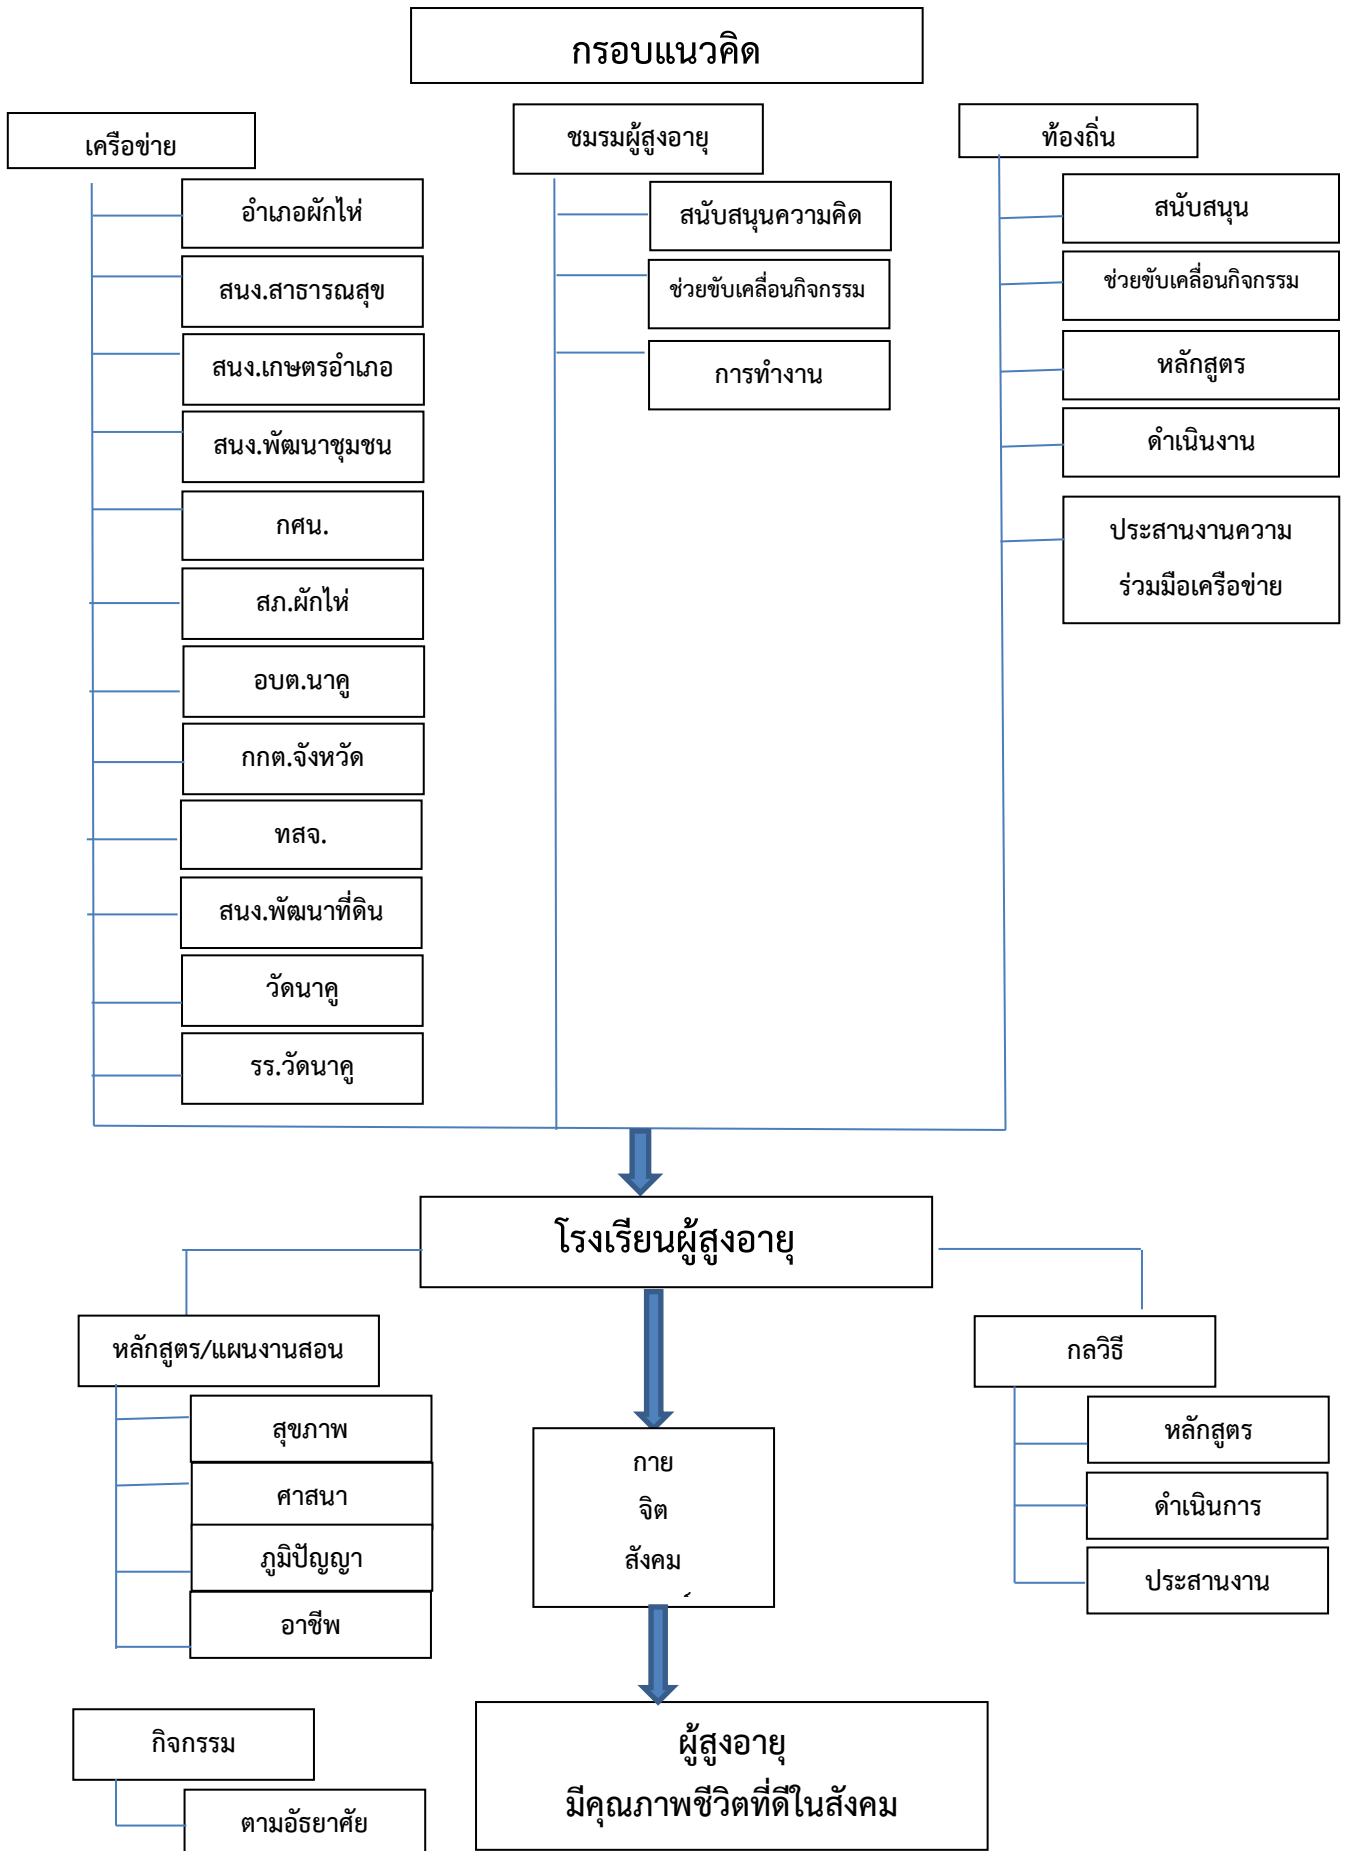 กรอบแนวคิด
เครือข่าย
อำเภอผักไห่
สนง.สาธารณสุข
สนง.เกษตรอำเภอ
สนง.พัฒนาชุมชน
กศน.
สภ.ผักไห่
อบต.นาคู
กกต.จังหวัด
ทสจ.
สนง.พัฒนาที่ดิน
วัดนาคู
รร.วัดนาคู
ชมรมผู้สูงอายุ
สนับสนุนความคิด
ช่วยขับเคลื่อนกิจกรรม
การทำงาน
ท้องถิ่น
สนับสนุน
ช่วยขับเคลื่อนกิจกรรม
หลักสูตร
ดำเนินงาน
ประสานงานความ
ร่วมมือเครือข่าย
โรงเรียนผู้สูงอายุ
หลักสูตร/แผนงานสอน
สุขภาพ
ศาสนา
ภูมิปัญญา
อาชีพ
กาย
จิต
สังคม
กลวิธี
หลักสูตร
ดำเนินการ
ประสานงาน
กิจกรรม
ตามอัธยาศัย
ผู้สูงอายุ
มีคุณภาพชีวิตที่ดีในสังคม